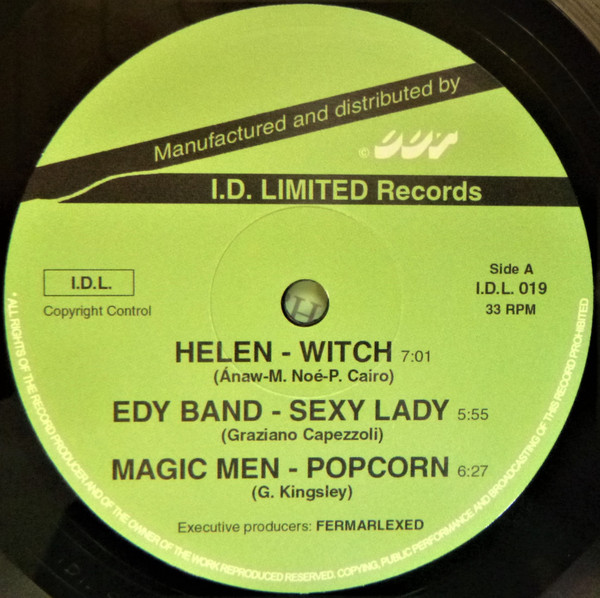 Manufactured and distributed by
©
I.D. LIMITED Records
I.D.L.
Copyright Control
Side A
I.D.L. 019
33 RPM
HELEN - WITCH 7:01
(Ánaw-M. Noé-P. Cairo)
EDY BAND - SEXY LADY 5:55
(Graziano Capezzoli)
MAGIC MEN - POPCORN 6:27
(G. Kingsley)
Executive producers: FERMARLEXED
* ALL RIGHTS OF THE RECORD PRODUCER AND OF THE OWNER OF THE WORK REPRODUCED RESERVED. COPYING, PUBLIC PERFORMANCE AND BROADCASTING OF THIS RECORD PROHIBITED